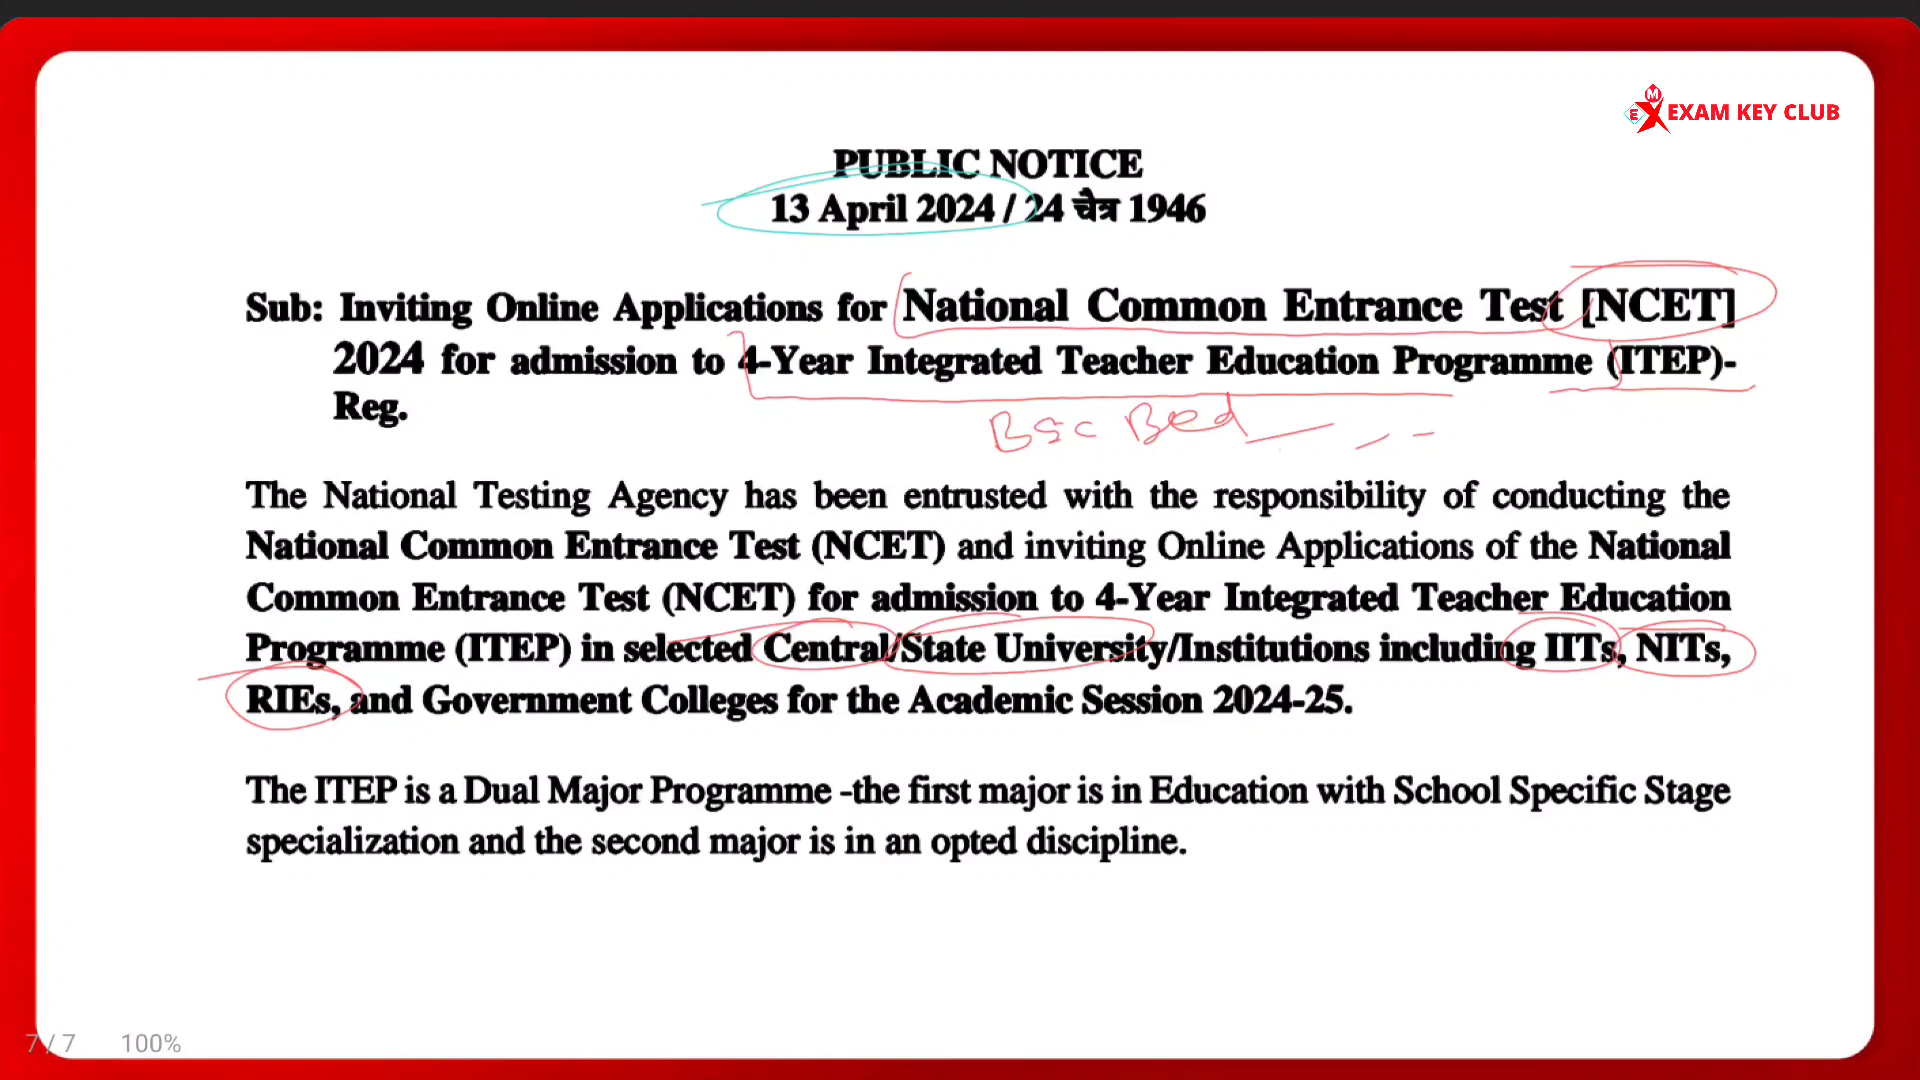 EXAM KEY CLUB
PUBLIC NOTICE
13 April 2024 / 24 चैत्र 1946
Sub: Inviting Online Applications for National Common Entrance Test [NCET]
2024 for admission to 4-Year Integrated Teacher Education Programme (ITEP)-
Reg.
Bsc Bed
The National Testing Agency has been entrusted with the responsibility of conducting the
National Common Entrance Test (NCET) and inviting Online Applications of the National
Common Entrance Test (NCET) for admission to 4-Year Integrated Teacher Education
Programme (ITEP) in selected Central/State University/Institutions including IITs, NITs,
RIEs, and Government Colleges for the Academic Session 2024-25.
The ITEP is a Dual Major Programme -the first major is in Education with School Specific Stage
specialization and the second major is in an opted discipline.
7 / 7 100%